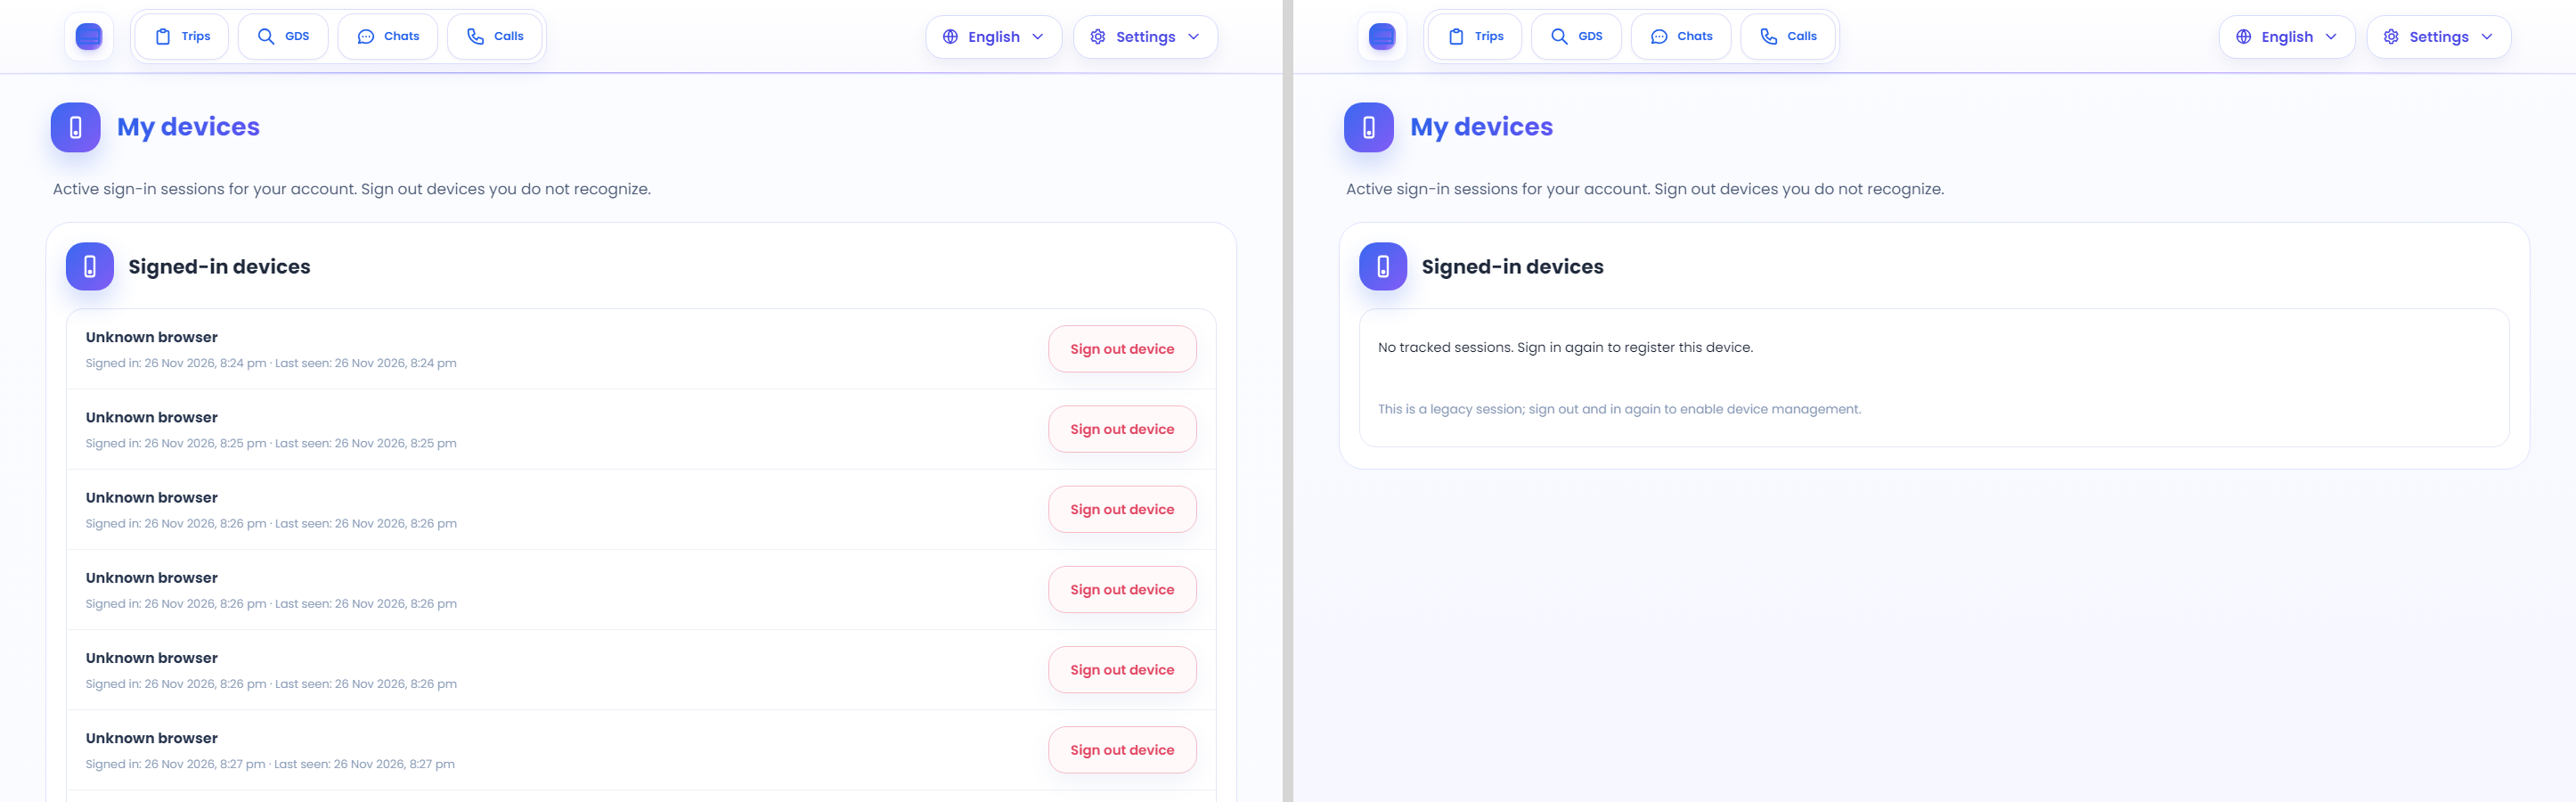 Trips
GDS
Chats
Calls
English
Settings
My devices
Active sign-in sessions for your account. Sign out devices you do not recognize.
Signed-in devices
Unknown browser
Signed in: 26 Nov 2026, 8:24 pm · Last seen: 26 Nov 2026, 8:24 pm
Sign out device
Unknown browser
Signed in: 26 Nov 2026, 8:25 pm · Last seen: 26 Nov 2026, 8:25 pm
Sign out device
Unknown browser
Signed in: 26 Nov 2026, 8:26 pm · Last seen: 26 Nov 2026, 8:26 pm
Sign out device
Unknown browser
Signed in: 26 Nov 2026, 8:26 pm · Last seen: 26 Nov 2026, 8:26 pm
Sign out device
Unknown browser
Signed in: 26 Nov 2026, 8:26 pm · Last seen: 26 Nov 2026, 8:26 pm
Sign out device
Unknown browser
Signed in: 26 Nov 2026, 8:27 pm · Last seen: 26 Nov 2026, 8:27 pm
Sign out device
Trips
GDS
Chats
Calls
English
Settings
My devices
Active sign-in sessions for your account. Sign out devices you do not recognize.
Signed-in devices
No tracked sessions. Sign in again to register this device.
This is a legacy session; sign out and in again to enable device management.